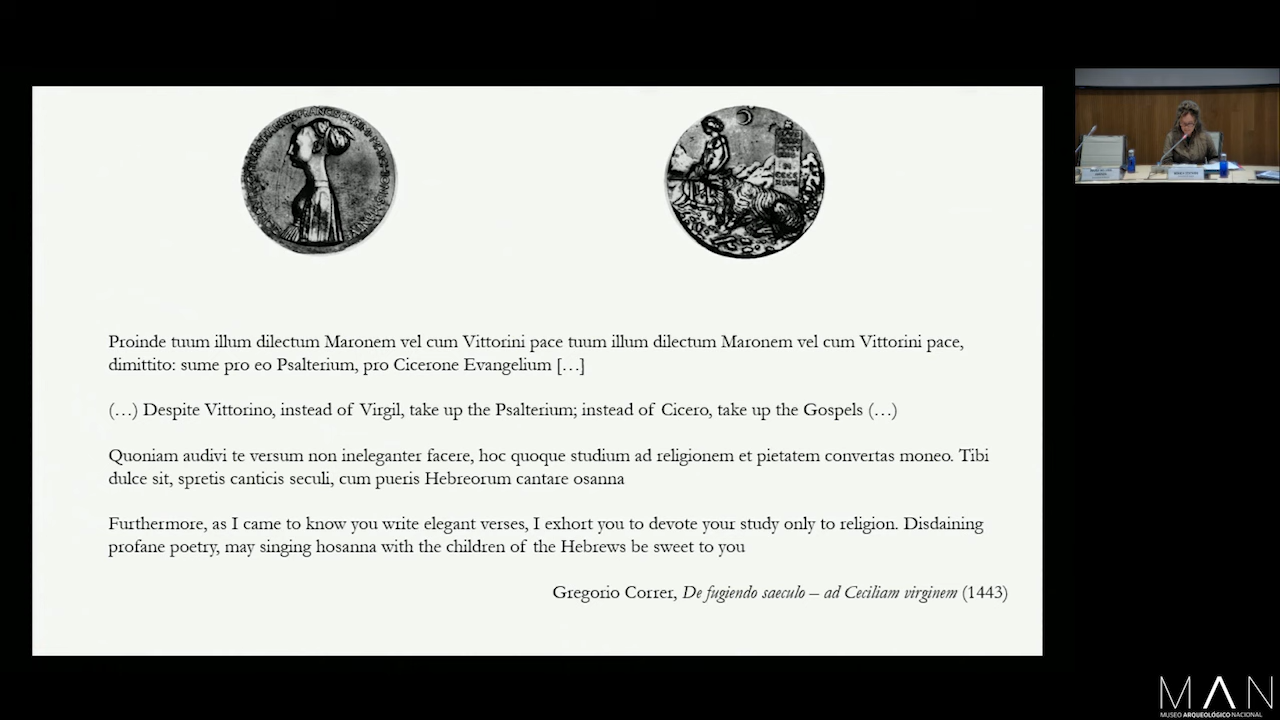 Proinde tuum illum dilectum Maronem vel cum Vittorini pace tuum illum dilectum Maronem vel cum Vittorini pace,
dimittito: sume pro eo Psalterium, pro Cicerone Evangelium […]
(…) Despite Vittorino, instead of Virgil, take up the Psalterium; instead of Cicero, take up the Gospels (…)
Quoniam audivi te versum non ineleganter facere, hoc quoque studium ad religionem et pietatem convertas moneo. Tibi
dulce sit, spretis canticis seculi, cum pueris Hebreorum cantare osanna
Furthermore, as I came to know you write elegant verses, I exhort you to devote your study only to religion. Disdaining
profane poetry, may singing hosanna with the children of the Hebrews be sweet to you
Gregorio Correr, De fugiendo saeculo – ad Ceciliam virginem (1443)
MAN
MUSEO ARQUEOLÓGICO NACIONAL